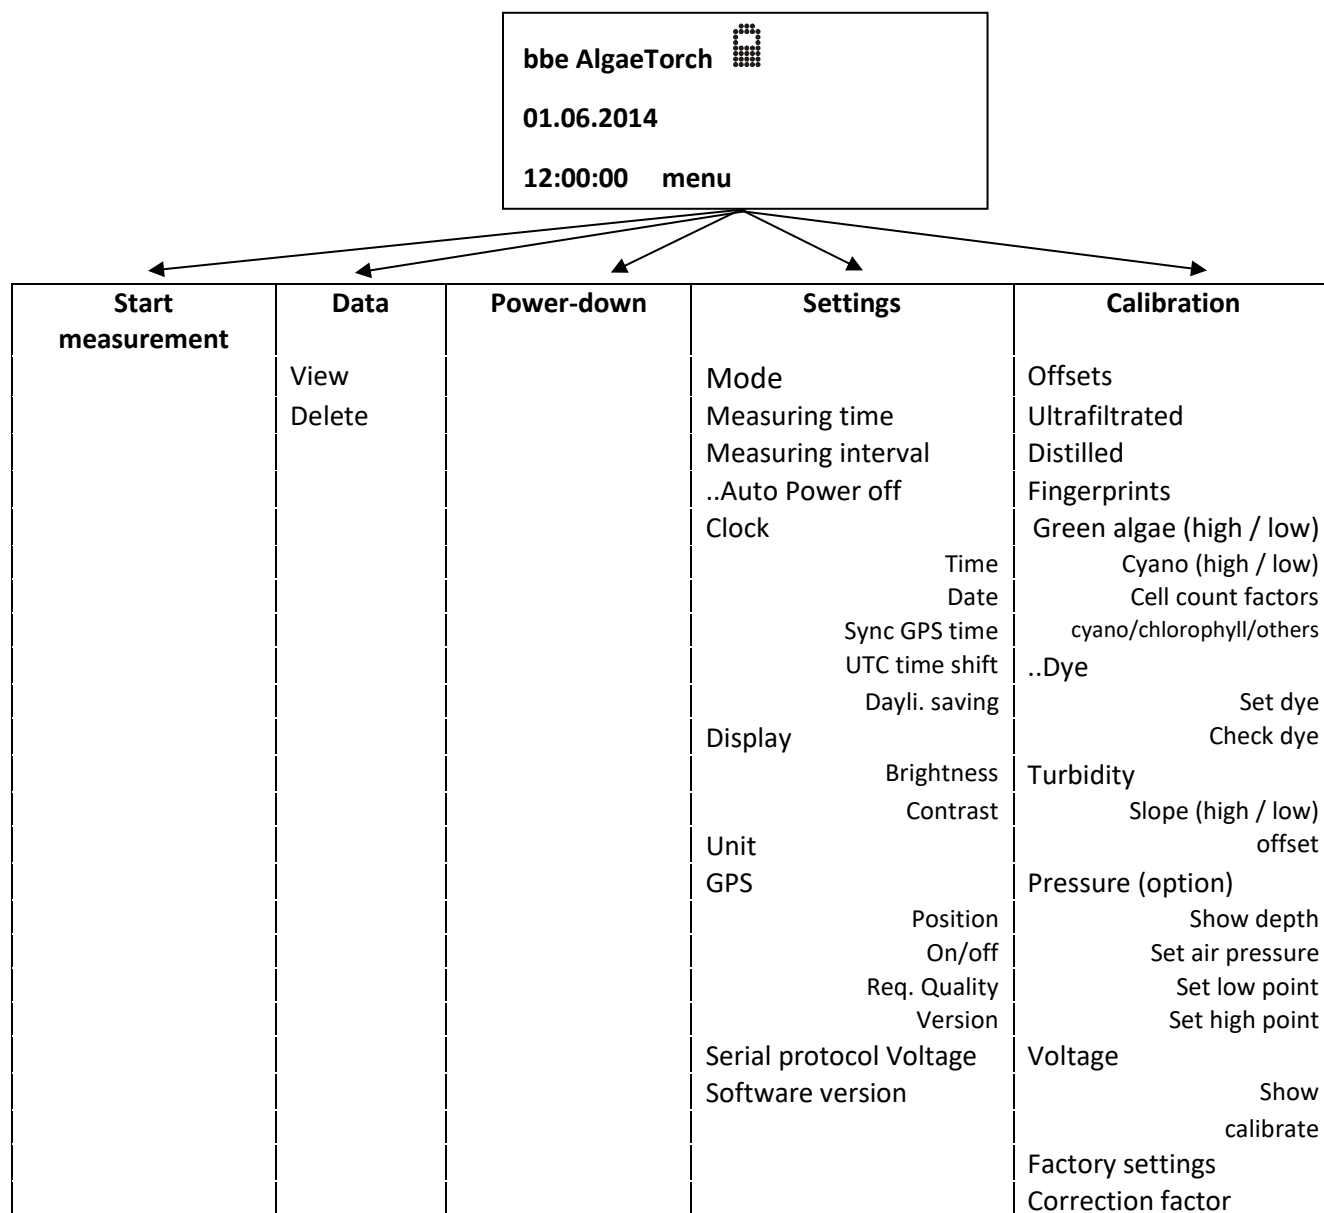 bbe AlgaeTorch
01.06.2014
12:00:00 menu
Start
measurement
Data
View
Delete
Power-down
Settings
Mode
Measuring time
Measuring interval
..Auto Power off
Clock
Time
Date
Sync GPS time
UTC time shift
Dayli. saving
Display
Brightness
Contrast
Unit
GPS
Position
On/off
Req. Quality
Version
Serial protocol Voltage
Software version
Calibration
Offsets
Ultrafiltrated
Distilled
Fingerprints
Green algae (high / low)
Cyano (high / low)
Cell count factors
cyano/chlorophyll/others
..Dye
Set dye
Check dye
Turbidity
Slope (high / low)
offset
Pressure (option)
Show depth
Set air pressure
Set low point
Set high point
Voltage
Show
calibrate
Factory settings
Correction factor